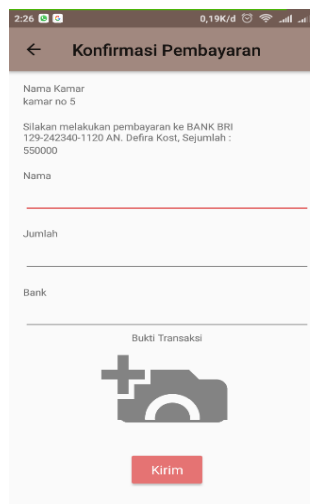 2:26 0,19K/d
Konfirmasi Pembayaran
Nama Kamar
kamar no 5
Silakan melakukan pembayaran ke BANK BRI
129-242340-1120 AN. Defira Kost, Sejumlah :
550000
Nama
Jumlah
Bank
Bukti Transaksi
Kirim